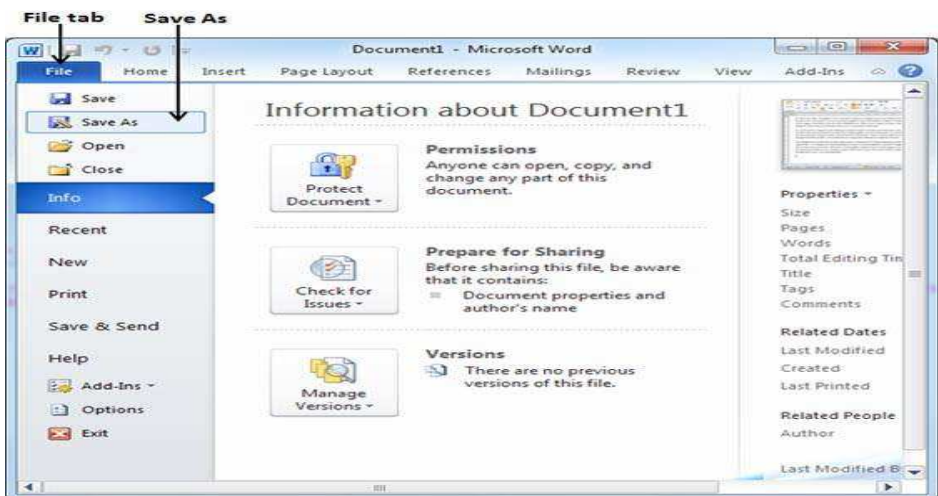 File tab Save As
W Document1 - Microsoft Word
File Home Insert Page Layout References Mailings Review View Add-Ins
Save
Save As
Open
Close
Info
Recent
New
Print
Save & Send
Help
Add-Ins
Options
Exit
Information about Document1
Protect
Document
Permissions
Anyone can open, copy, and
change any part of this
document.
Check for
Issues
Prepare for Sharing
Before sharing this file, be aware
that it contains:
Document properties and
author's name
Manage
Versions
Versions
There are no previous
versions of this file.
Properties
Size
Pages
Words
Total Editing Tim
Title
Tags
Comments
Related Dates
Last Modified
Created
Last Printed
Related People
Author
Last Modified B